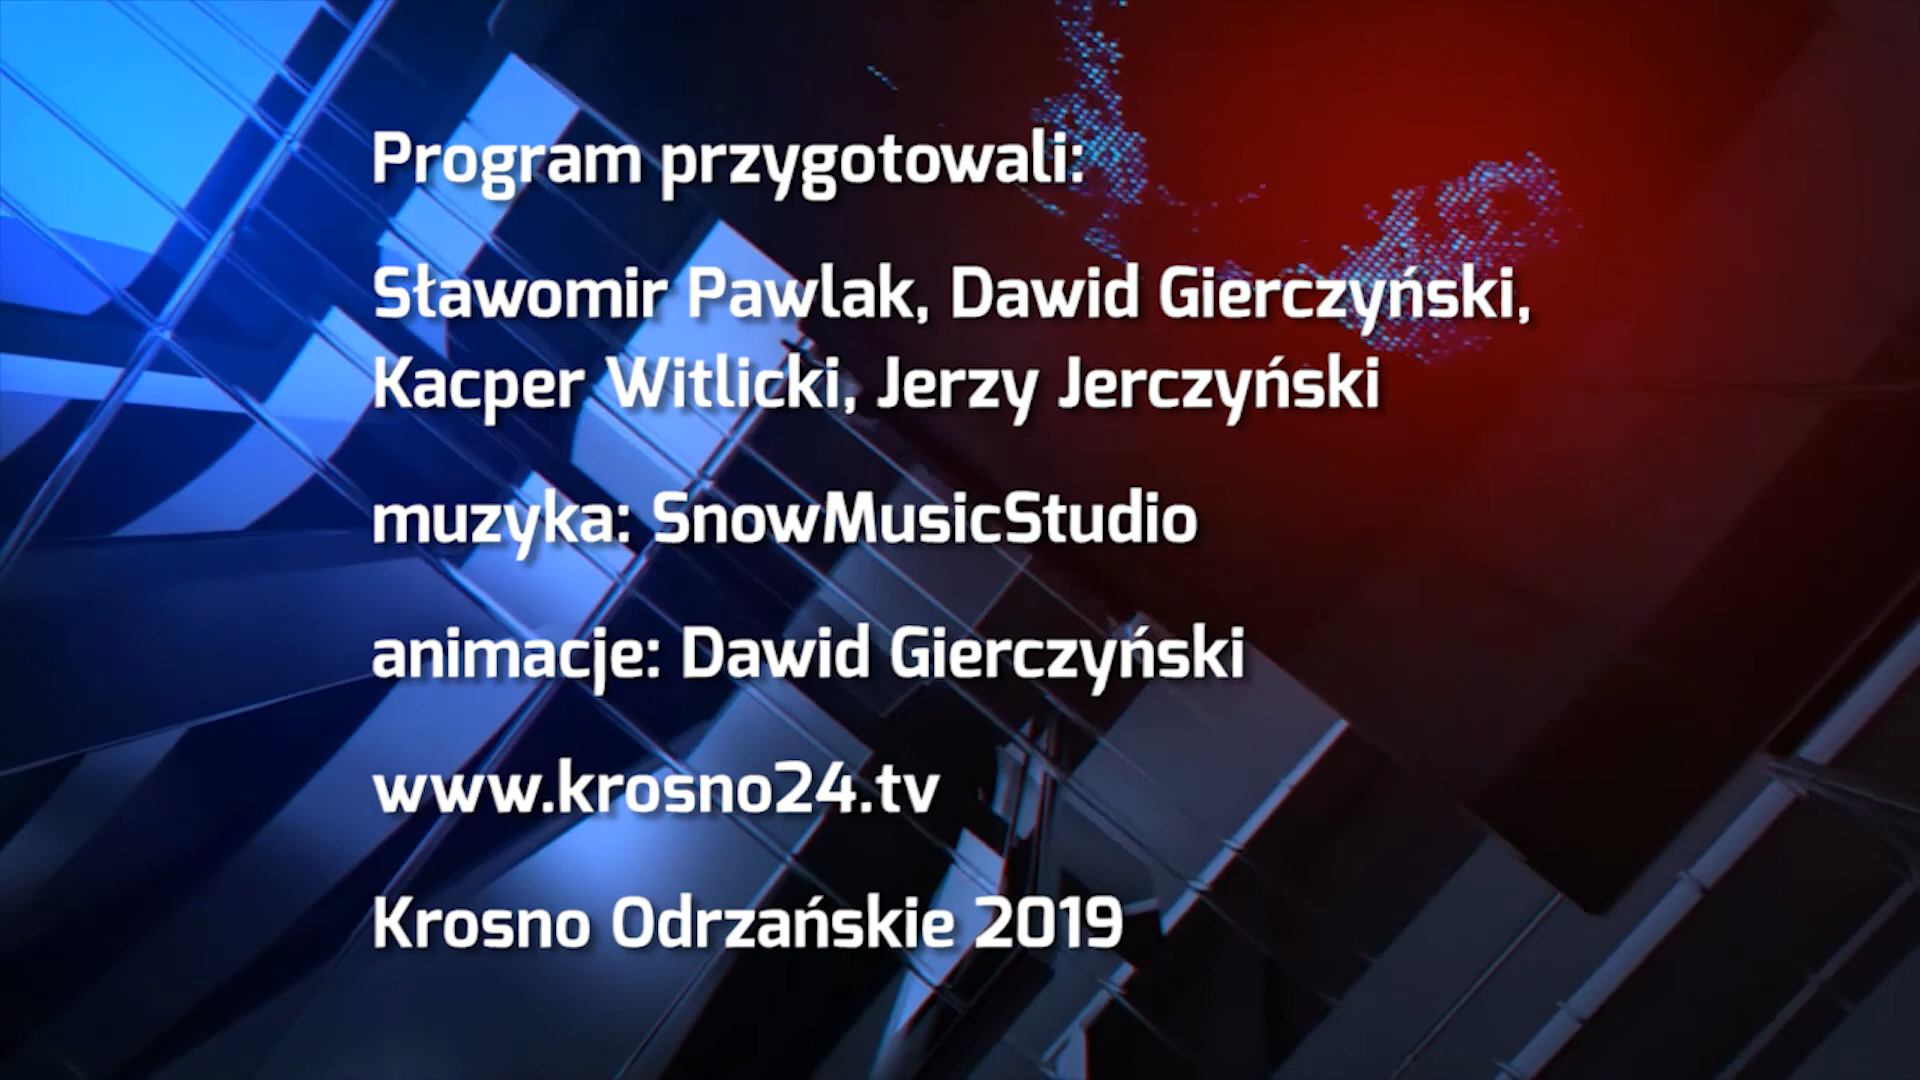 Program przygotowali:
Sławomir Pawlak, Dawid Gierczyński,
Kacper Witlicki, Jerzy Jerczyński
muzyka: SnowMusicStudio
animacje: Dawid Gierczyński
www.krosno24.tv
Krosno Odrzańskie 2019